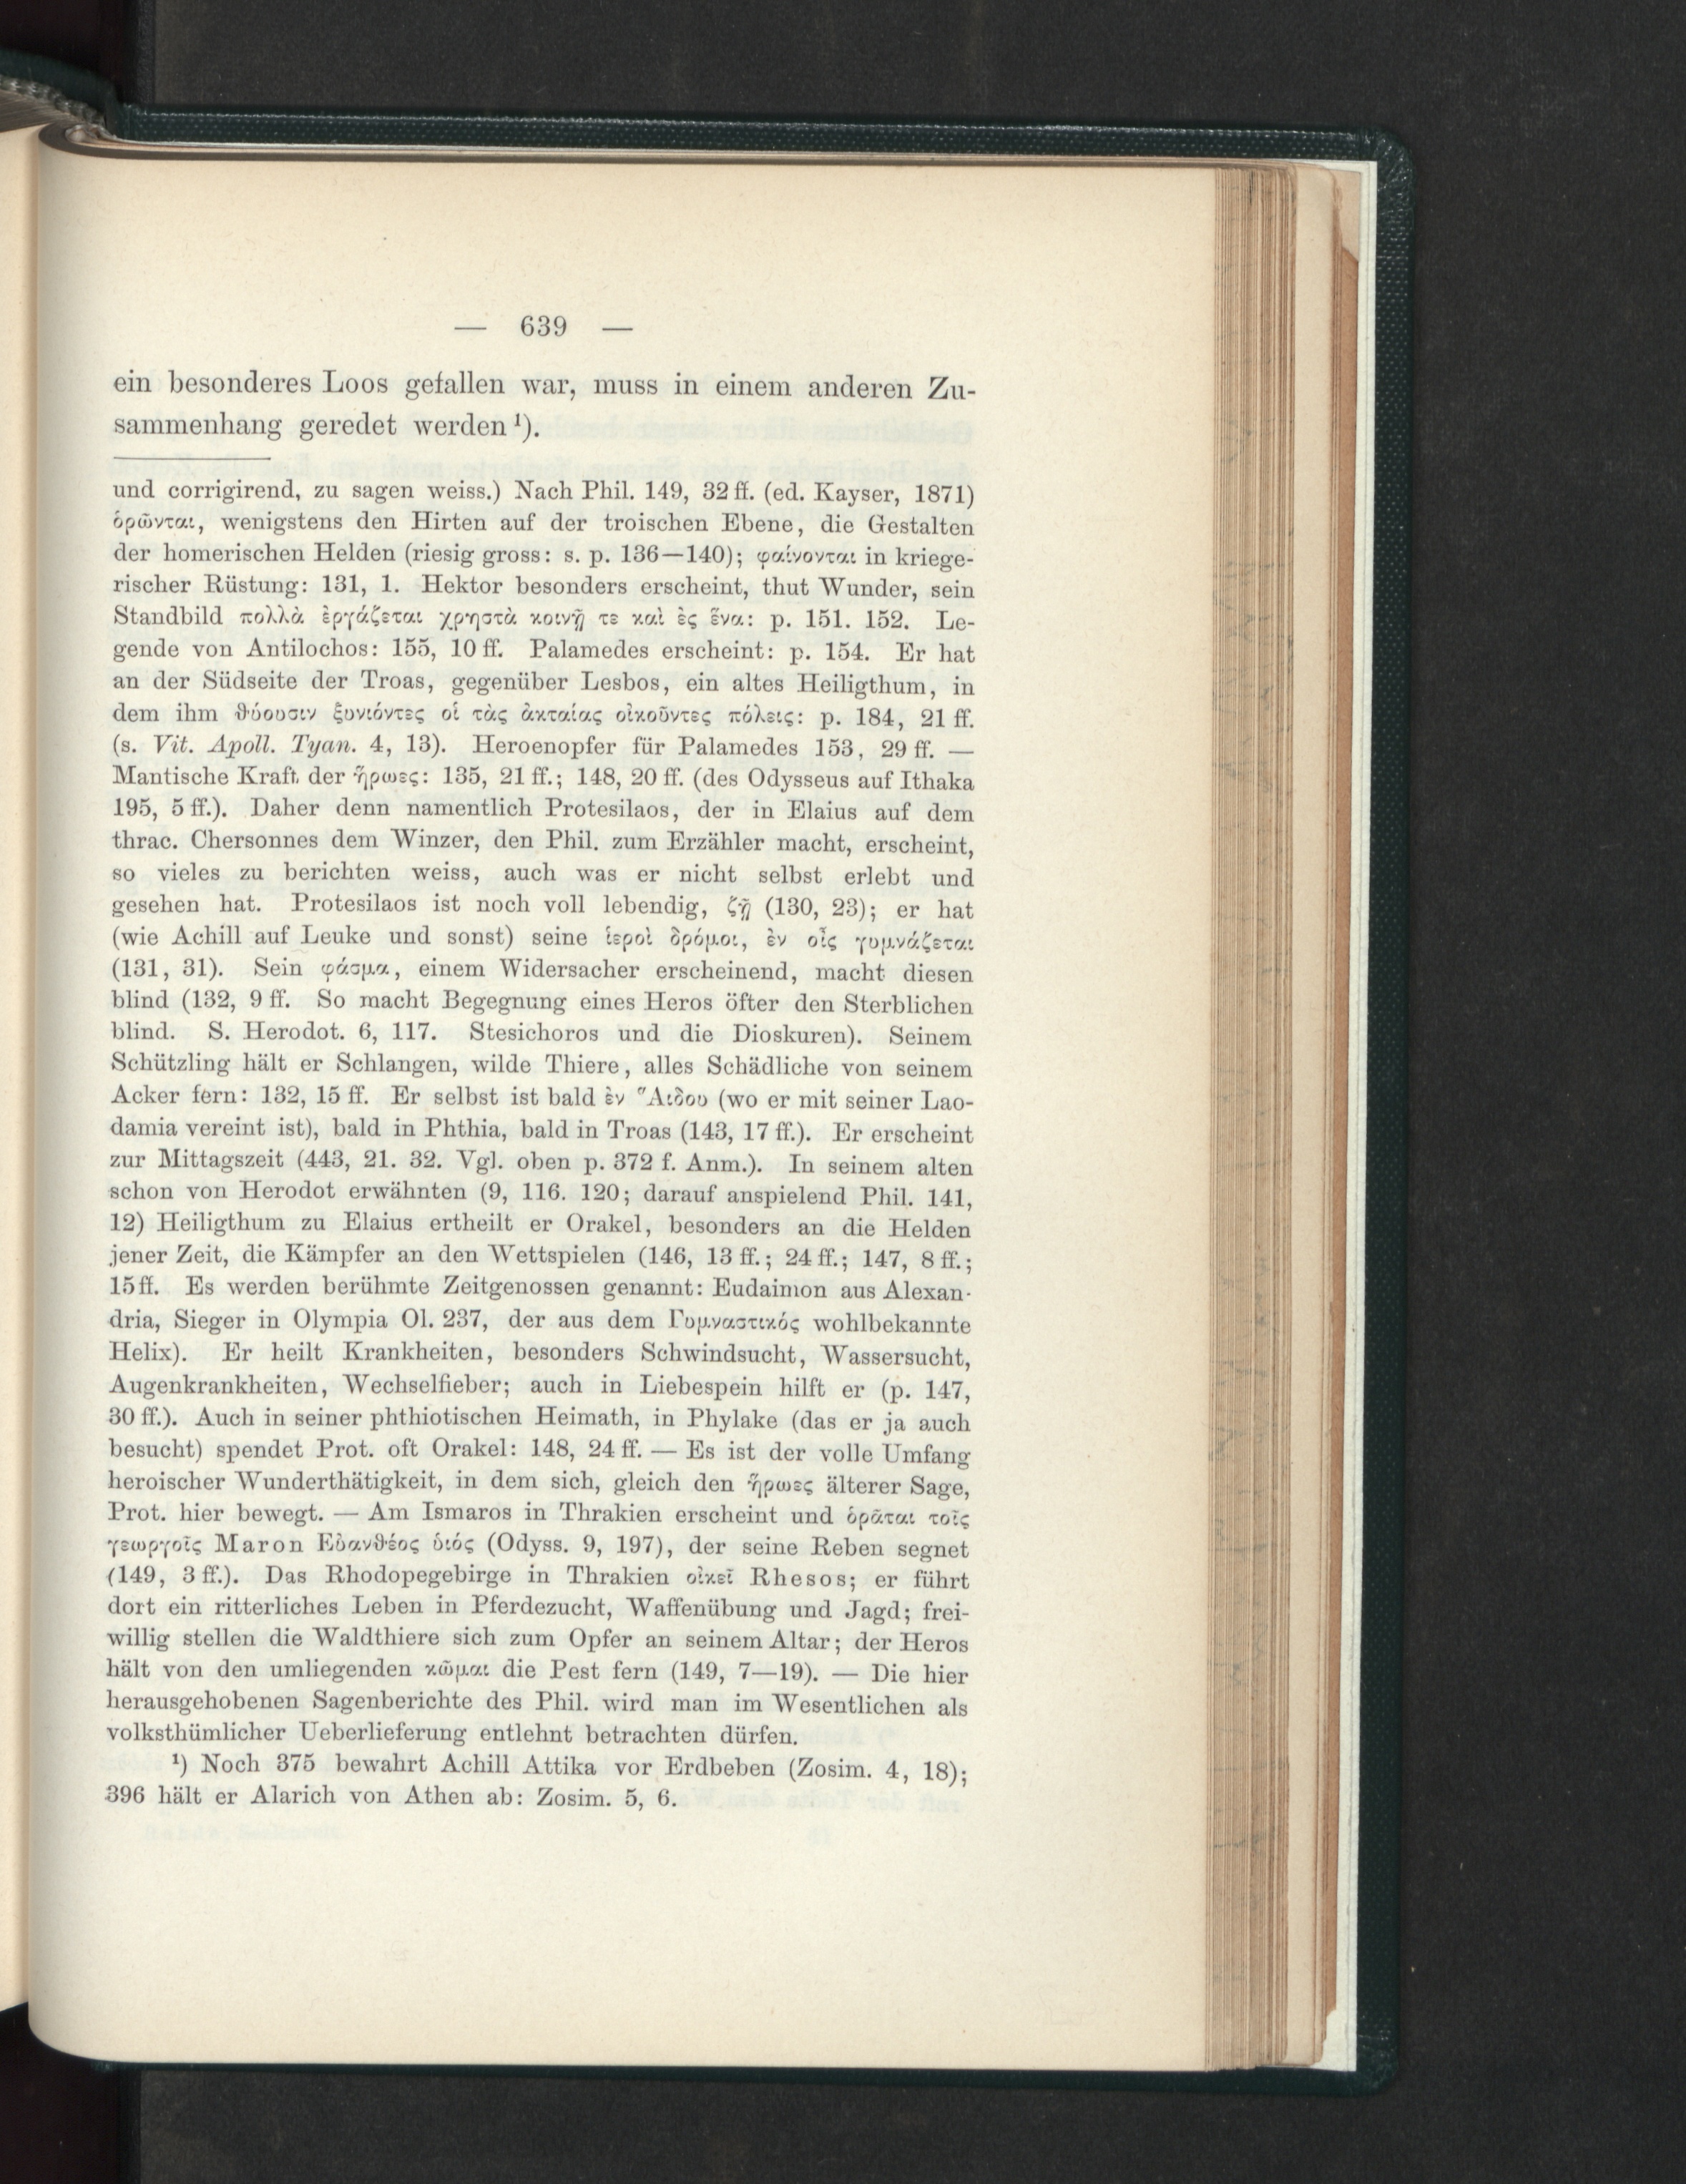 — 639 —
ein besonderes Loos gefallen war, muss in einem anderen Zu-
sammenhang geredet werden ¹).
und corrigirend, zu sagen weiss.) Nach Phil. 149, 32 ff. (ed. Kayser, 1871)
ὁρῶνται, wenigstens den Hirten auf der troischen Ebene, die Gestalten
der homerischen Helden (riesig gross: s. p. 136—140); φαίνονται in kriege-
rischer Rüstung: 131, 1. Hektor besonders erscheint, thut Wunder, sein
Standbild πολλὰ ἐργάζεται χρηστὰ κοινῇ τε καὶ ἐς ἕνα: p. 151. 152. Le-
gende von Antilochos: 155, 10 ff. Palamedes erscheint: p. 154. Er hat
an der Südseite der Troas, gegenüber Lesbos, ein altes Heiligthum, in
dem ihm ϑύουσιν ξυνιόντες οἱ τὰς ἀκταίας οἰκοῦντες πόλεις: p. 184, 21 ff.
(s. Vit. Apoll. Tyan. 4, 13). Heroenopfer für Palamedes 153, 29 ff. —
Mantische Kraft der ἥρωες: 135, 21 ff.; 148, 20 ff. (des Odysseus auf Ithaka
195, 5 ff.). Daher denn namentlich Protesilaos, der in Elaius auf dem
thrac. Chersonnes dem Winzer, den Phil. zum Erzähler macht, erscheint,
so vieles zu berichten weiss, auch was er nicht selbst erlebt und
gesehen hat. Protesilaos ist noch voll lebendig, ζῇ (130, 23); er hat
(wie Achill auf Leuke und sonst) seine ἱεροὶ δρόμοι, ἐν οἷς γυμνάζεται
(131, 31). Sein φάσμα, einem Widersacher erscheinend, macht diesen
blind (132, 9 ff. So macht Begegnung eines Heros öfter den Sterblichen
blind. S. Herodot. 6, 117. Stesichoros und die Dioskuren). Seinem
Schützling hält er Schlangen, wilde Thiere, alles Schädliche von seinem
Acker fern: 132, 15 ff. Er selbst ist bald ἐν Ἅιδου (wo er mit seiner Lao-
damia vereint ist), bald in Phthia, bald in Troas (143, 17 ff.). Er erscheint
zur Mittagszeit (443, 21. 32. Vgl. oben p. 372 f. Anm.). In seinem alten
schon von Herodot erwähnten (9, 116. 120; darauf anspielend Phil. 141,
12) Heiligthum zu Elaius ertheilt er Orakel, besonders an die Helden
jener Zeit, die Kämpfer an den Wettspielen (146, 13 ff.; 24 ff.; 147, 8 ff.;
15 ff. Es werden berühmte Zeitgenossen genannt: Eudaimon aus Alexan-
dria, Sieger in Olympia Ol. 237, der aus dem Γυμναστικός wohlbekannte
Helix). Er heilt Krankheiten, besonders Schwindsucht, Wassersucht,
Augenkrankheiten, Wechselfieber; auch in Liebespein hilft er (p. 147,
30 ff.). Auch in seiner phthiotischen Heimath, in Phylake (das er ja auch
besucht) spendet Prot. oft Orakel: 148, 24 ff. — Es ist der volle Umfang
heroischer Wunderthätigkeit, in dem sich, gleich den ἥρωες älterer Sage,
Prot. hier bewegt. — Am Ismaros in Thrakien erscheint und ὁρᾶται τοῖς
γεωργοῖς Maron Εὐανϑέος ὑιός (Odyss. 9, 197), der seine Reben segnet
(149, 3 ff.). Das Rhodopegebirge in Thrakien οἰκεῖ Rhesos; er führt
dort ein ritterliches Leben in Pferdezucht, Waffenübung und Jagd; frei-
willig stellen die Waldthiere sich zum Opfer an seinem Altar; der Heros
hält von den umliegenden κῶμαι die Pest fern (149, 7—19). — Die hier
herausgehobenen Sagenberichte des Phil. wird man im Wesentlichen als
volksthümlicher Ueberlieferung entlehnt betrachten dürfen.
¹) Noch 375 bewahrt Achill Attika vor Erdbeben (Zosim. 4, 18);
396 hält er Alarich von Athen ab: Zosim. 5, 6.